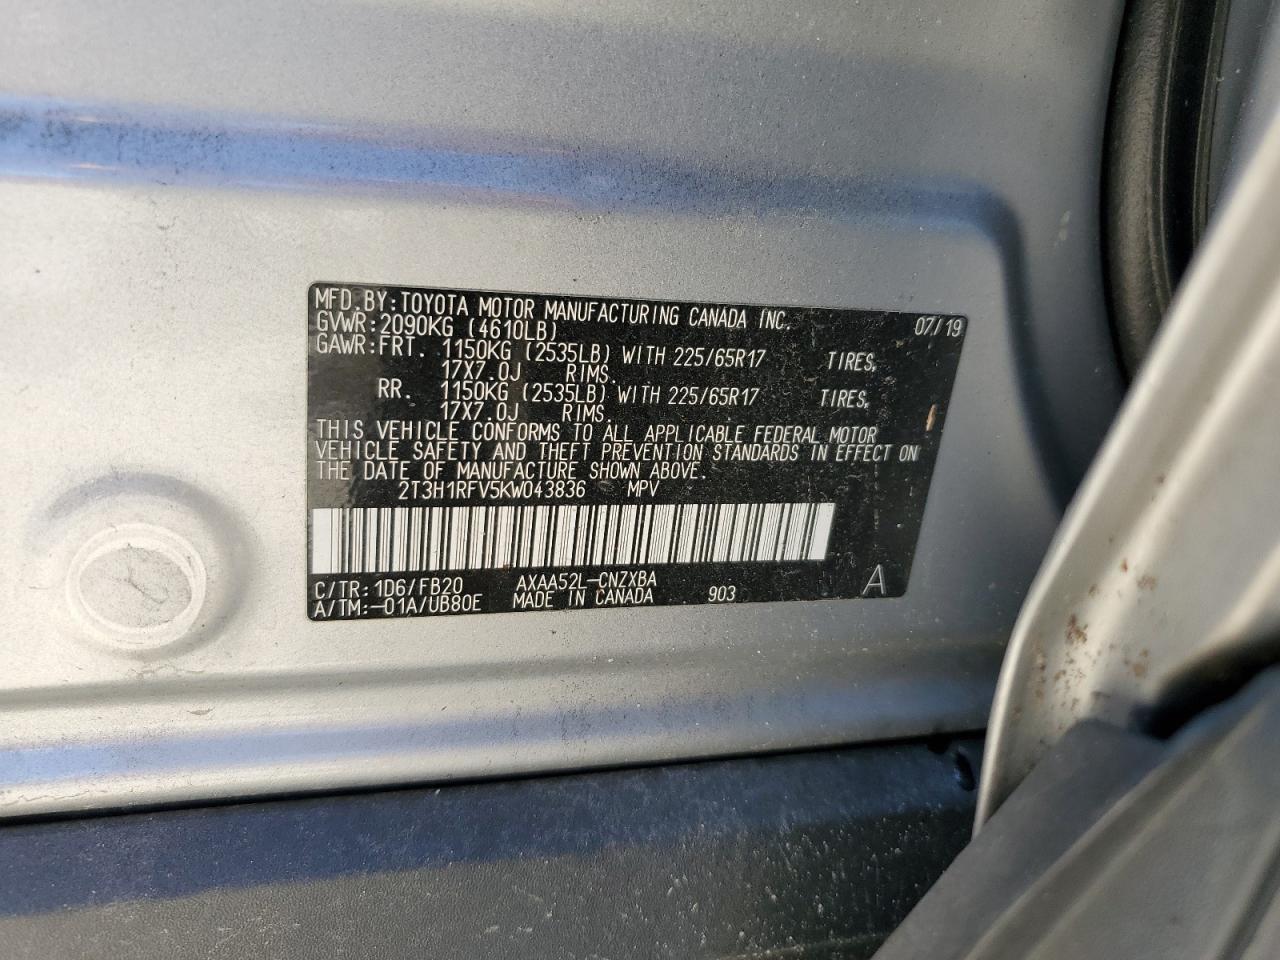 MFD.BY:TOYOTA MOTOR MANUFACTURING CANADA INC. 07/19
GVWR:2090KG (4610LB)
GAWR:FRT. 1150KG (2535LB) WITH 225/65R17 TIRES,
17X7.0J RIMS.
RR. 1150KG (2535LB) WITH 225/65R17 TIRES,
17X7.0J RIMS.
THIS VEHICLE CONFORMS TO ALL APPLICABLE FEDERAL MOTOR
VEHICLE SAFETY AND THEFT PREVENTION STANDARDS IN EFFECT ON
THE DATE OF MANUFACTURE SHOWN ABOVE.
2T3H1RFV5KW043836 MPV
C/TR:1D6/FB20 AXAA52L-CNZXBA
A/TM:-01A/UB80E MADE IN CANADA 903 A